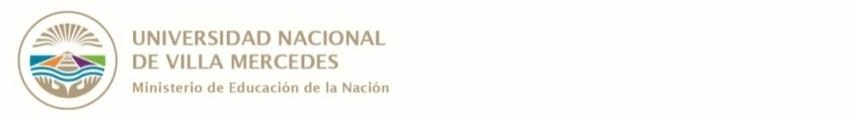 UNIVERSIDAD NACIONAL
DE VILLA MERCEDES
Ministerio de Educación de la Nación